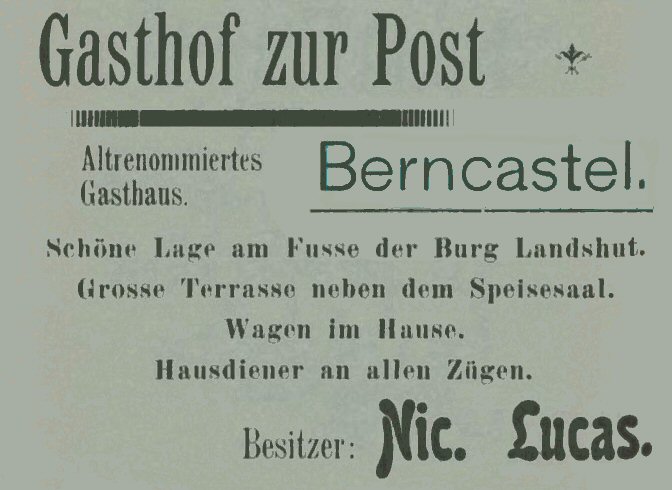 Gasthof zur Post
Altrenommiertes
Gasthaus.
Berncastel.
Schöne Lage am Fusse der Burg Landshut.
Grosse Terrasse neben dem Speisesaal.
Wagen im Hause.
Hausdiener an allen Zügen.
Besitzer: Nic. Lucas.